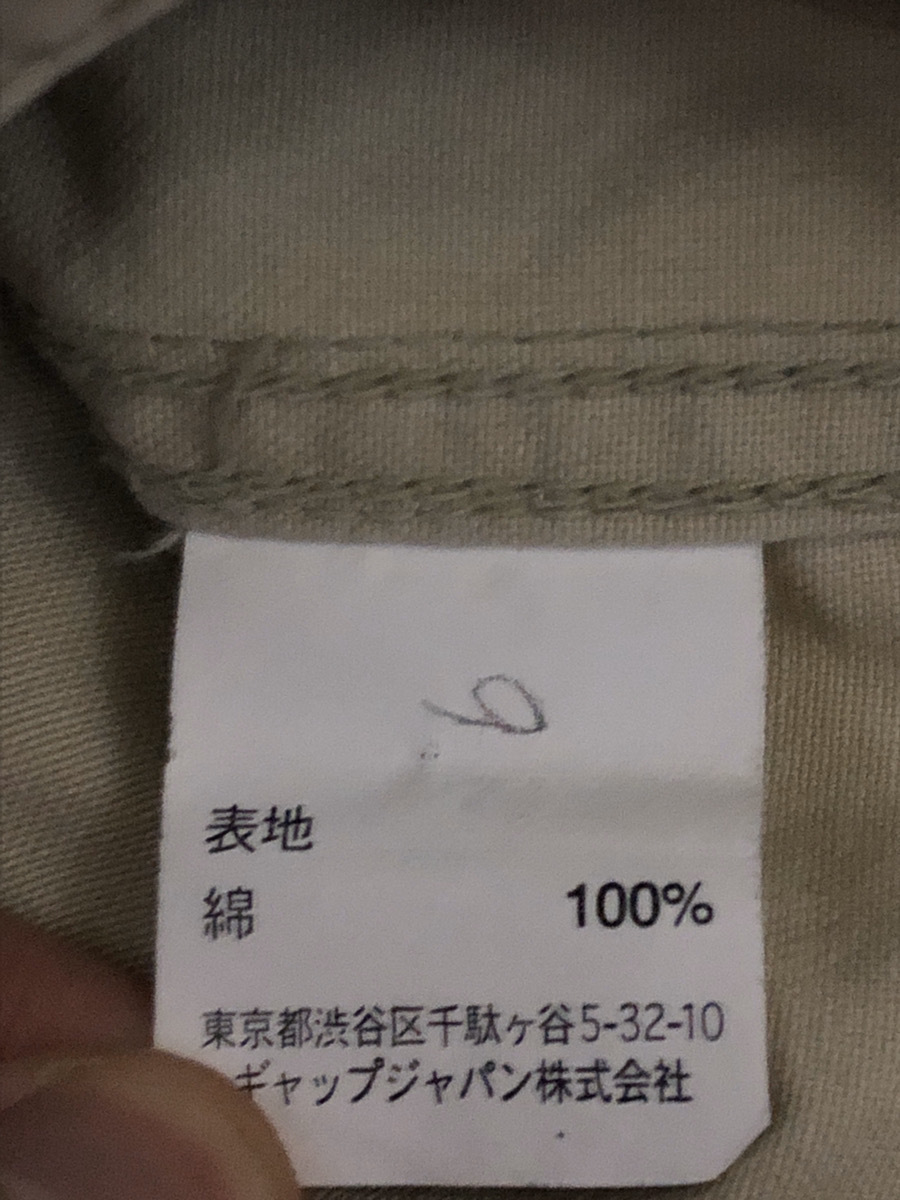 表地
綿 100%
東京都渋谷区千駄ヶ谷5-32-10
ギャップジャパン株式会社